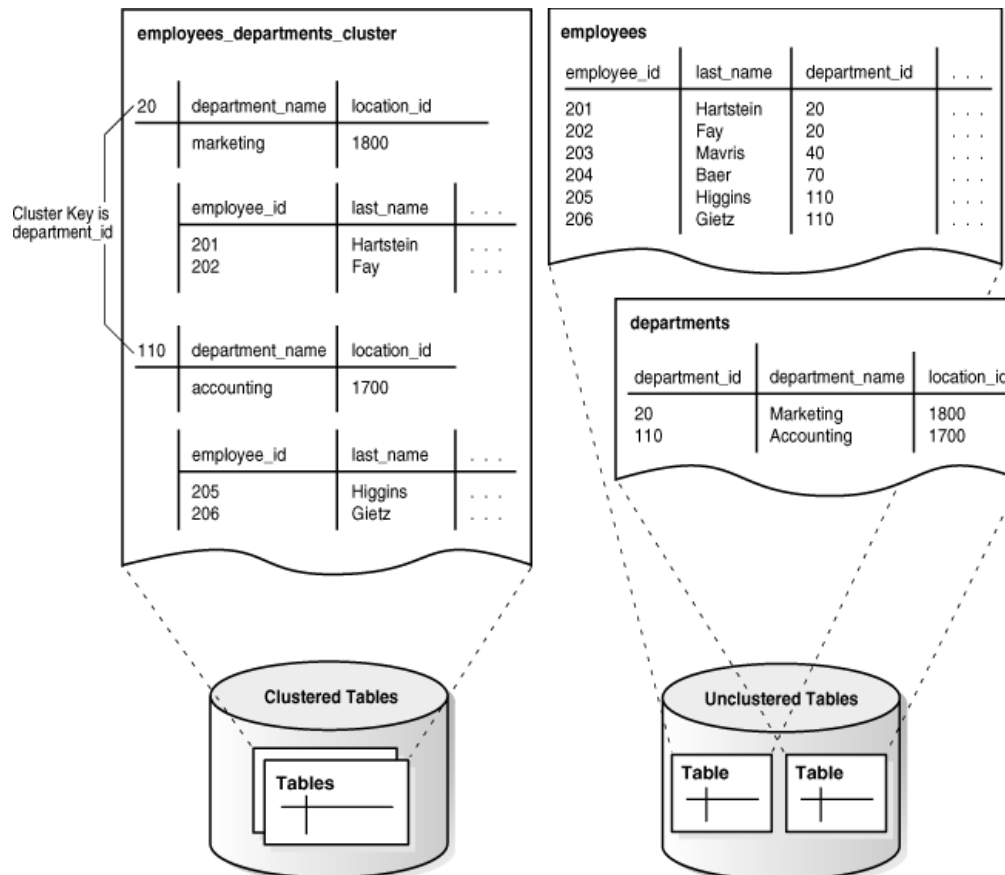 employees_departments_cluster
20 department_name location_id
marketing 1800
employee_id last_name . . .
201 Hartstein . . .
202 Fay . . .
Cluster Key is
department_id
110 department_name location_id
accounting 1700
employee_id last_name . . .
205 Higgins . . .
206 Gietz . . .
Clustered Tables
Tables
employees
employee_id last_name department_id . . .
201 Hartstein 20 . . .
202 Fay 20 . . .
203 Mavris 40 . . .
204 Baer 70 . . .
205 Higgins 110 . . .
206 Gietz 110 . . .
departments
department_id department_name location_id
20 Marketing 1800
110 Accounting 1700
Unclustered Tables
Table Table